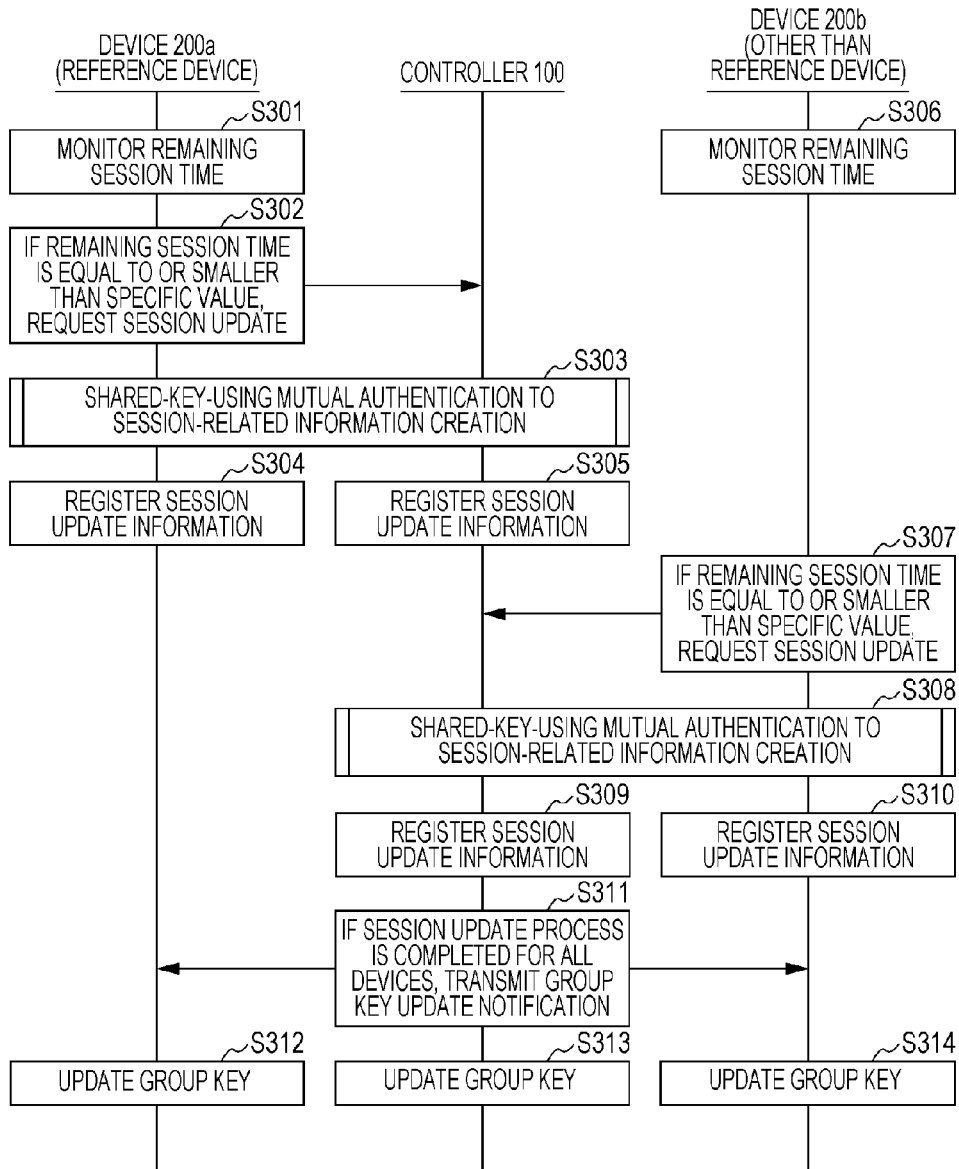 DEVICE 200a
(REFERENCE DEVICE)
CONTROLLER 100
DEVICE 200b
(OTHER THAN
REFERENCE DEVICE)
S301
MONITOR REMAINING
SESSION TIME
S306
MONITOR REMAINING
SESSION TIME
S302
IF REMAINING SESSION TIME
IS EQUAL TO OR SMALLER
THAN SPECIFIC VALUE,
REQUEST SESSION UPDATE
S303
SHARED-KEY-USING MUTUAL AUTHENTICATION TO
SESSION-RELATED INFORMATION CREATION
S304
REGISTER SESSION
UPDATE INFORMATION
S305
REGISTER SESSION
UPDATE INFORMATION
S307
IF REMAINING SESSION TIME
IS EQUAL TO OR SMALLER
THAN SPECIFIC VALUE,
REQUEST SESSION UPDATE
S308
SHARED-KEY-USING MUTUAL AUTHENTICATION TO
SESSION-RELATED INFORMATION CREATION
S309
REGISTER SESSION
UPDATE INFORMATION
S310
REGISTER SESSION
UPDATE INFORMATION
S311
IF SESSION UPDATE PROCESS
IS COMPLETED FOR ALL
DEVICES, TRANSMIT GROUP
KEY UPDATE NOTIFICATION
S312
UPDATE GROUP KEY
S313
UPDATE GROUP KEY
S314
UPDATE GROUP KEY